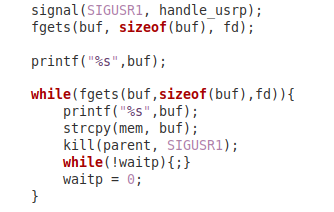 signal(SIGUSR1, handle_usrp);
fgets(buf, sizeof(buf), fd);
printf("%s",buf);
while(fgets(buf,sizeof(buf),fd)){
printf("%s",buf);
strcpy(mem, buf);
kill(parent, SIGUSR1);
while(!waitp){;}
waitp = 0;
}